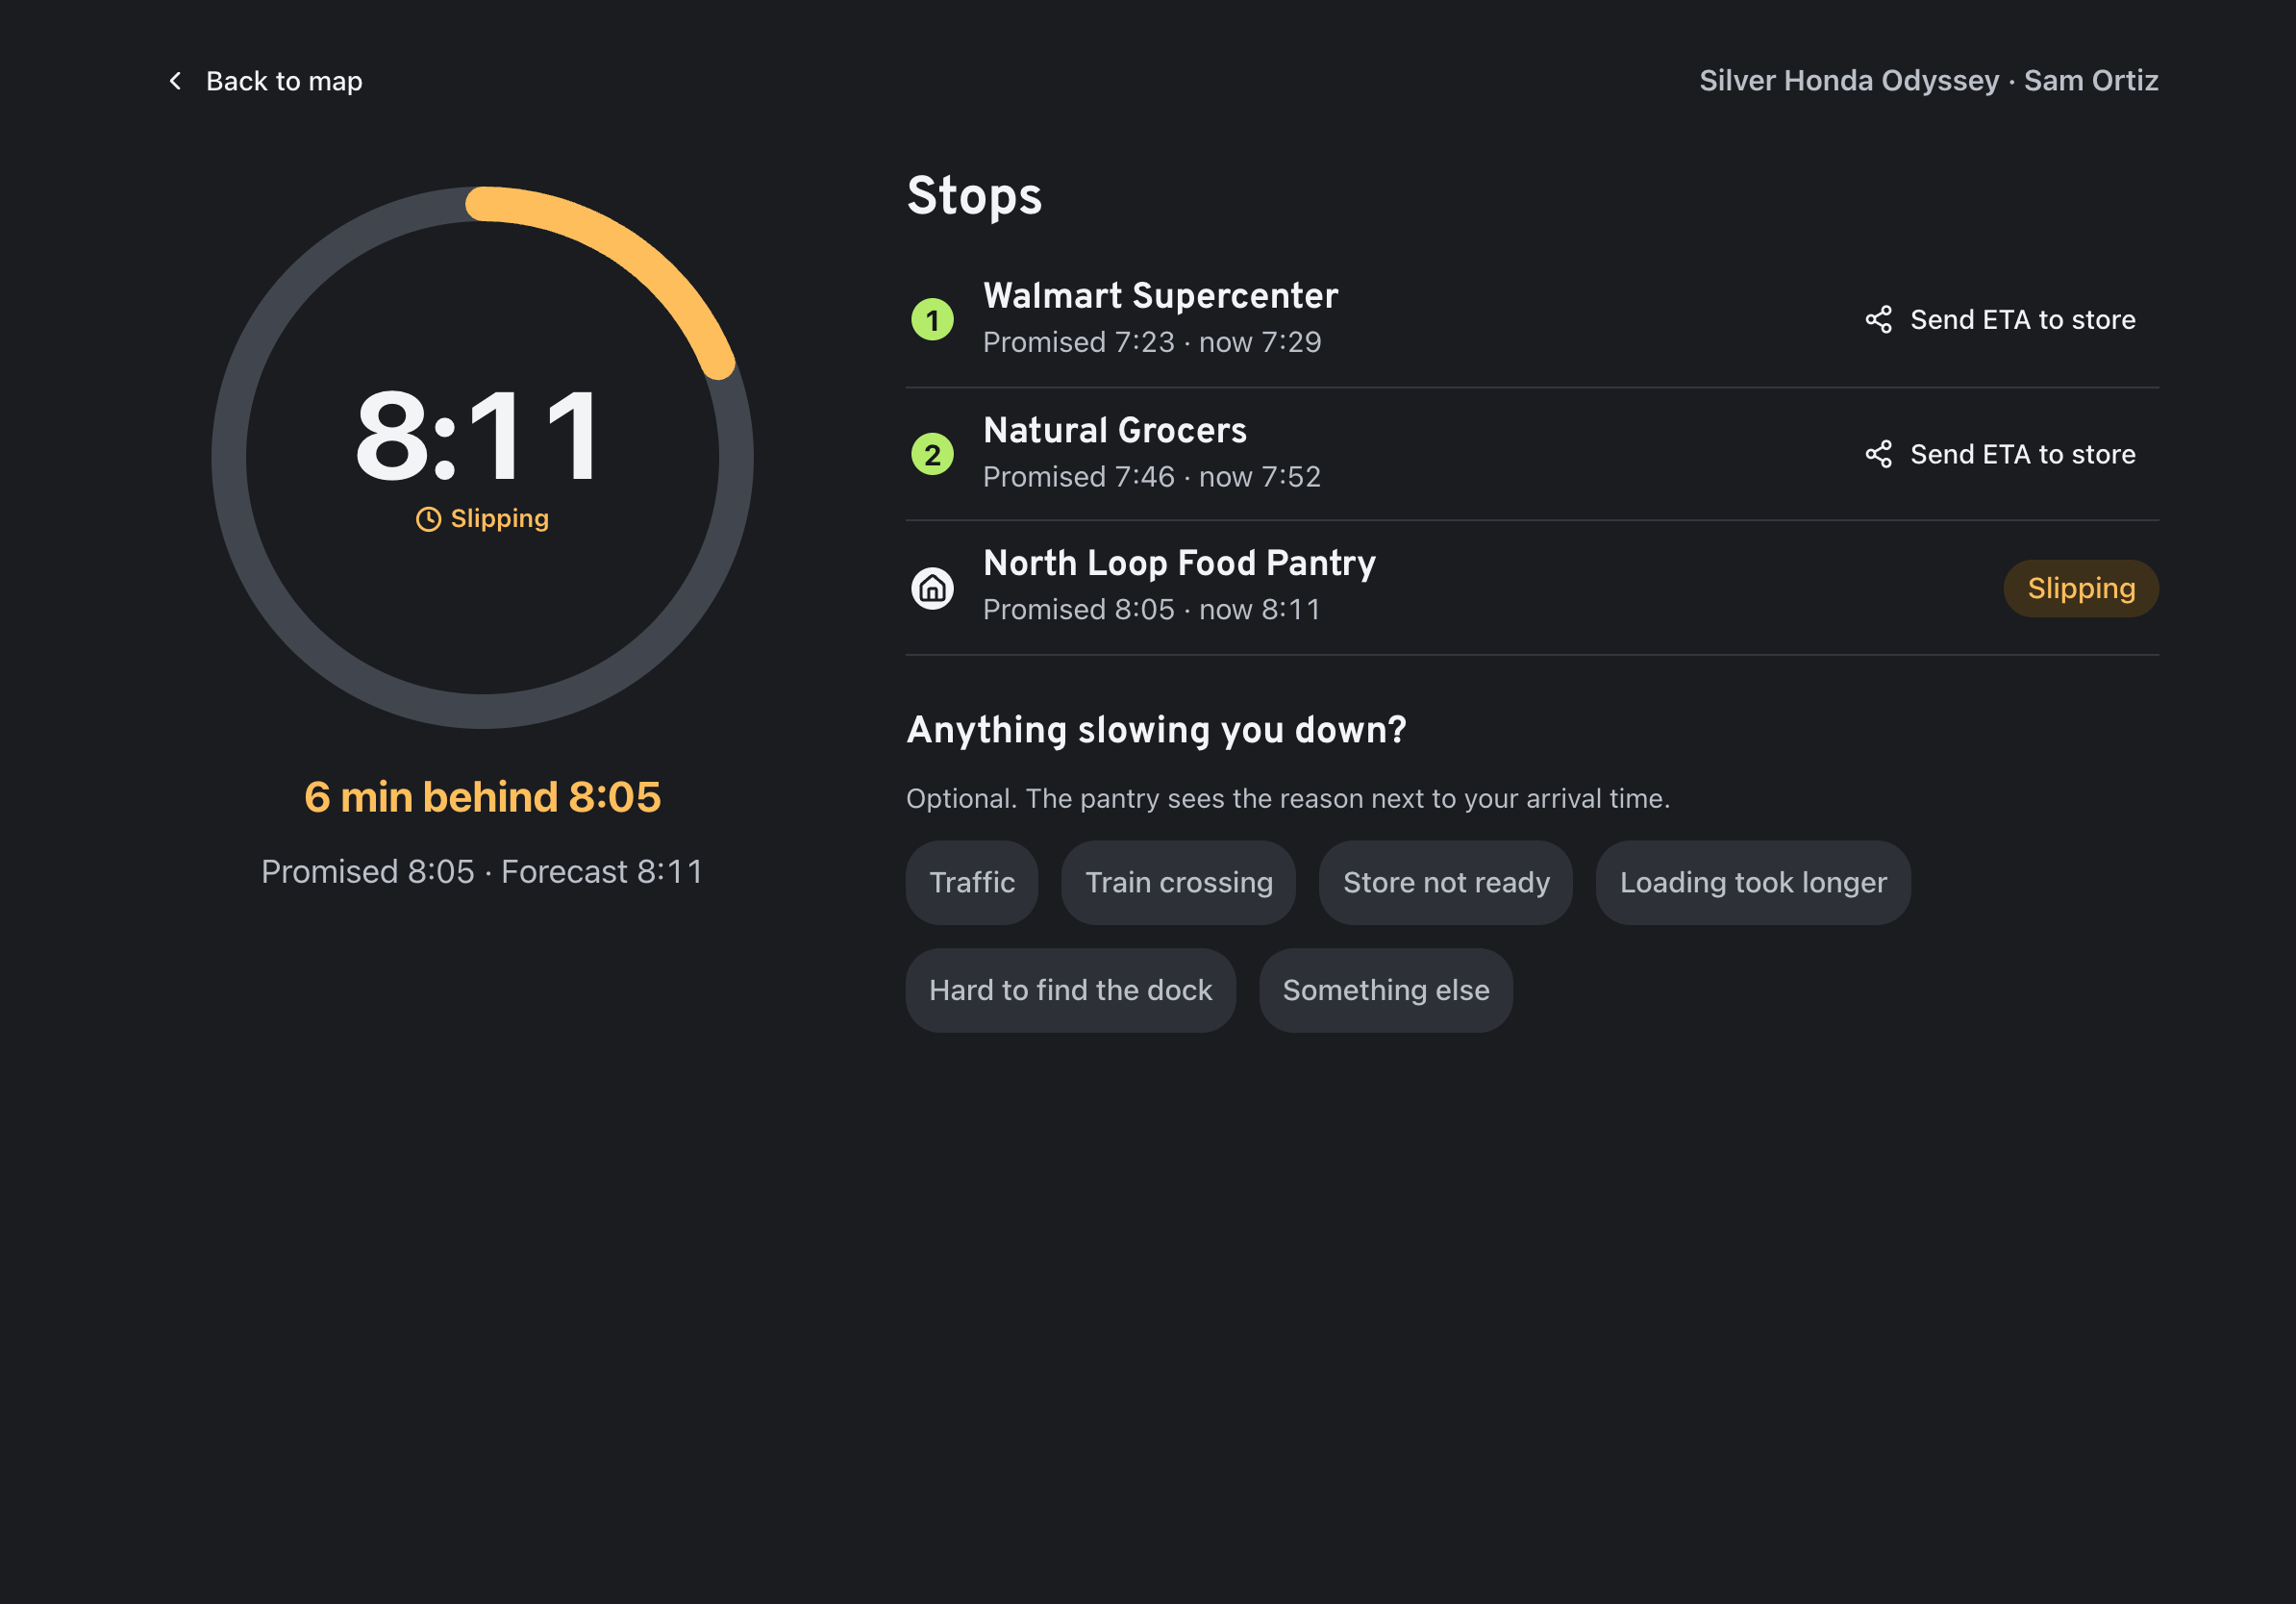 Back to map
Silver Honda Odyssey · Sam Ortiz
8:11
Slipping
6 min behind 8:05
Promised 8:05 · Forecast 8:11
Stops
1
Walmart Supercenter
Promised 7:23 · now 7:29
Send ETA to store
2
Natural Grocers
Promised 7:46 · now 7:52
Send ETA to store
North Loop Food Pantry
Promised 8:05 · now 8:11
Slipping
Anything slowing you down?
Optional. The pantry sees the reason next to your arrival time.
Traffic
Train crossing
Store not ready
Loading took longer
Hard to find the dock
Something else